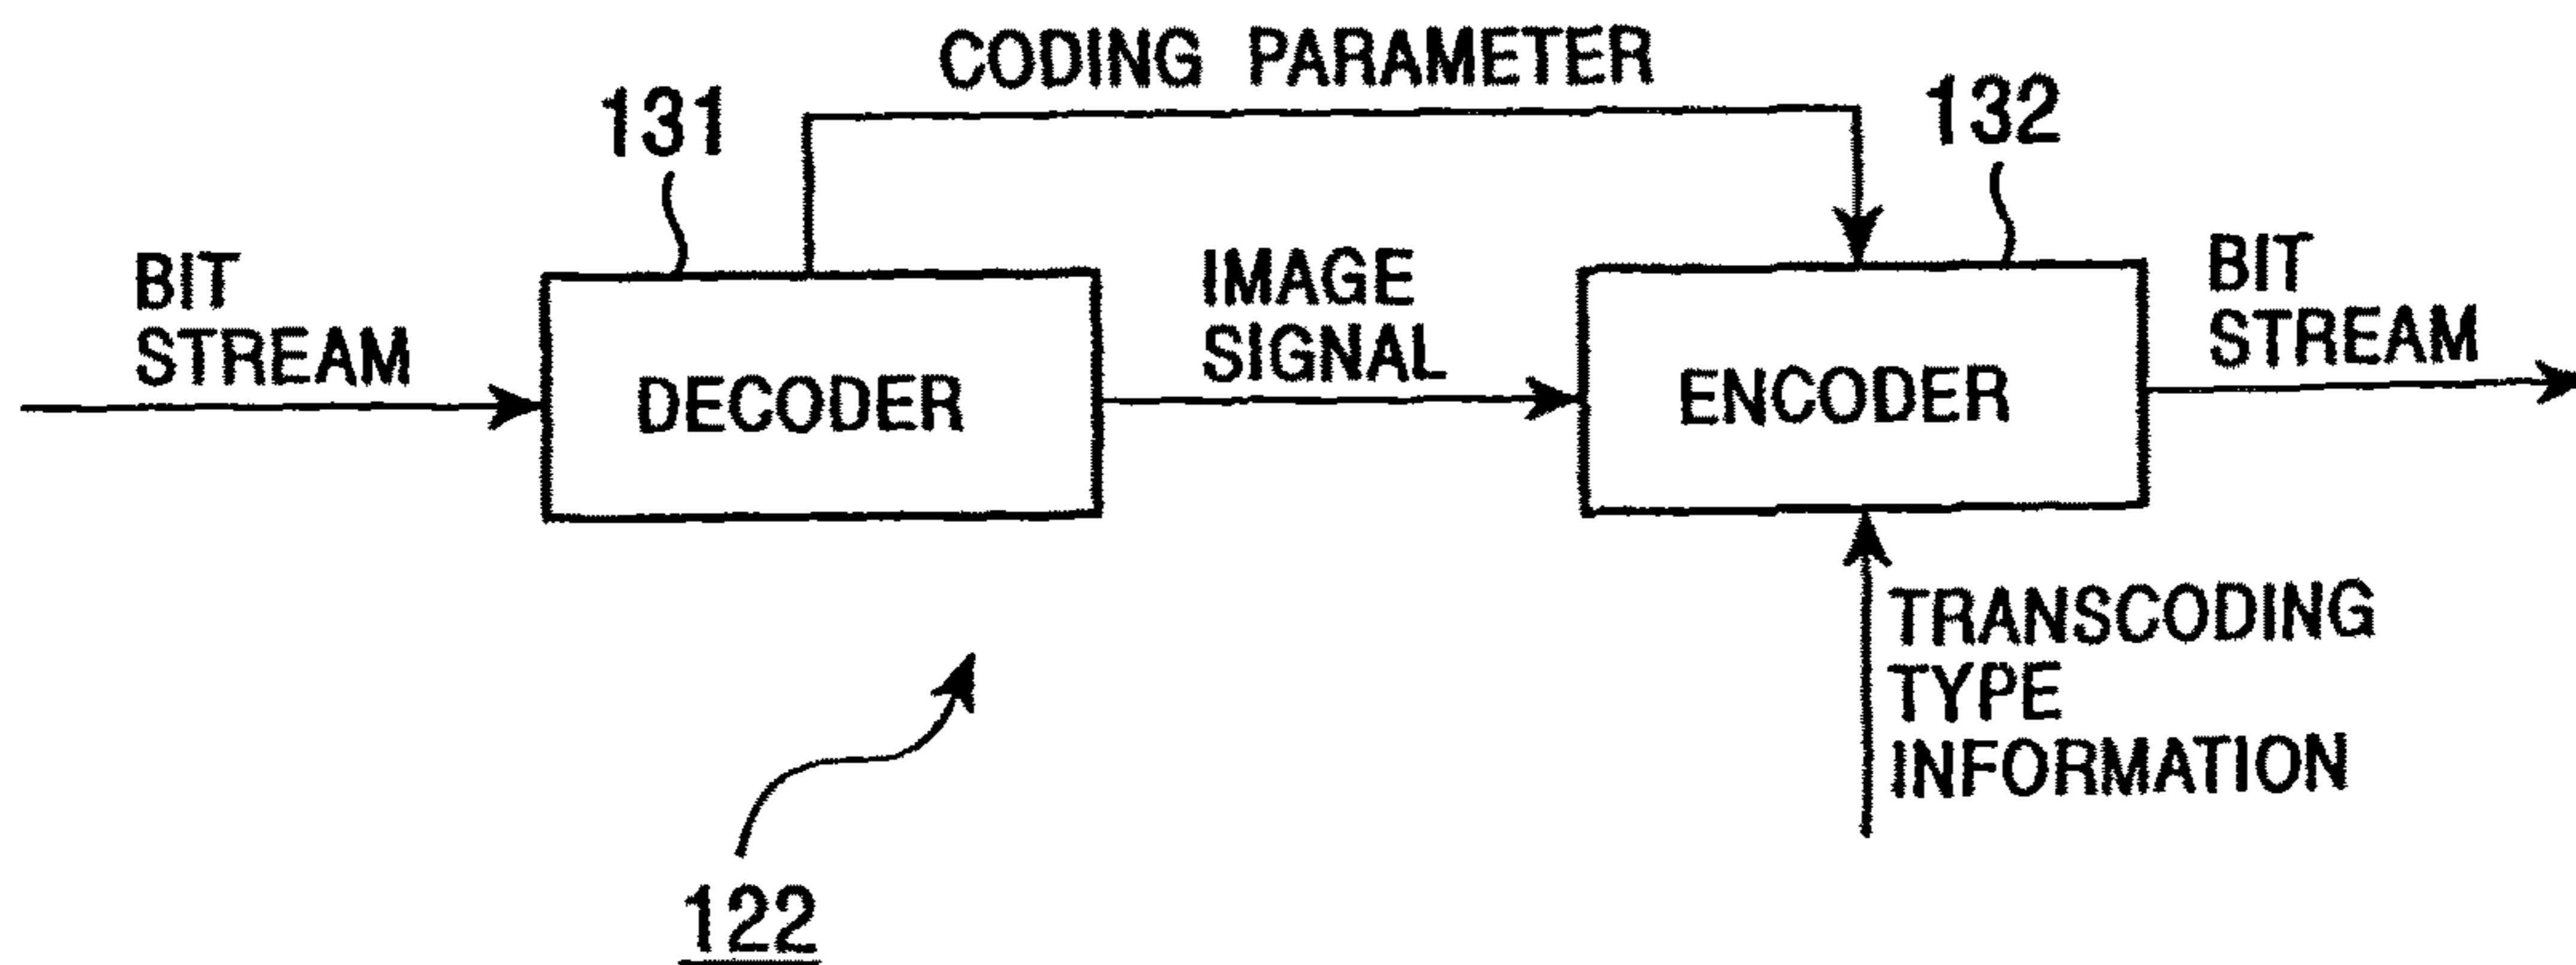 CODING PARAMETER
131
132
BIT
STREAM
DECODER
IMAGE
SIGNAL
ENCODER
BIT
STREAM
TRANSCODING
TYPE
INFORMATION
122